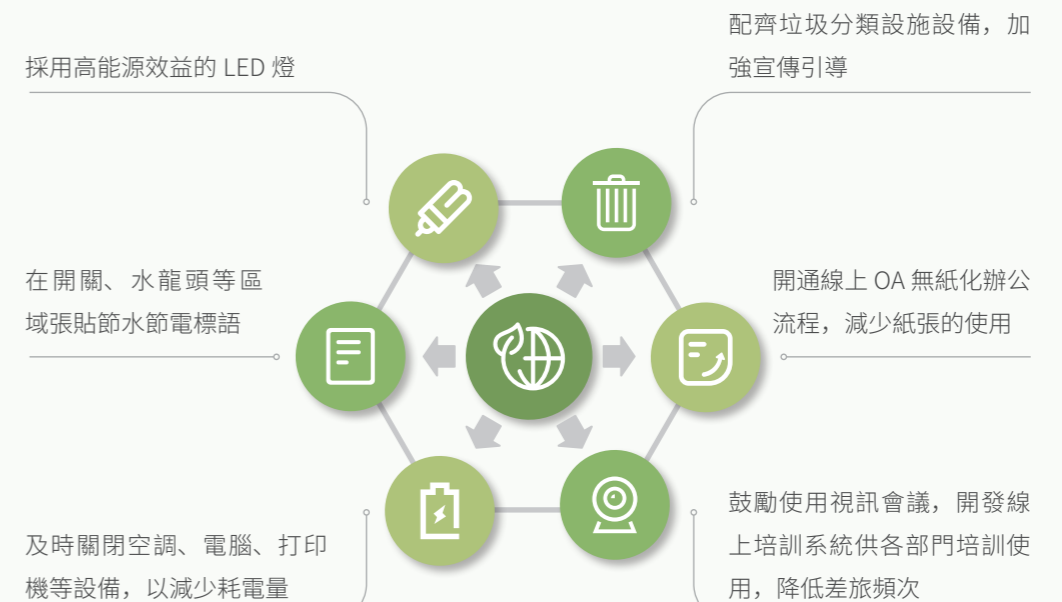 採用高能源效益的 LED 燈
配齊垃圾分類設施設備，加
強宣傳引導
在開關、水龍頭等區
域張貼節水節電標語
開通線上 OA 無紙化辦公
流程，減少紙張的使用
及時關閉空調、電腦、打印
機等設備，以減少耗電量
鼓勵使用視訊會議，開發線
上培訓系統供各部門培訓使
用，降低差旅頻次